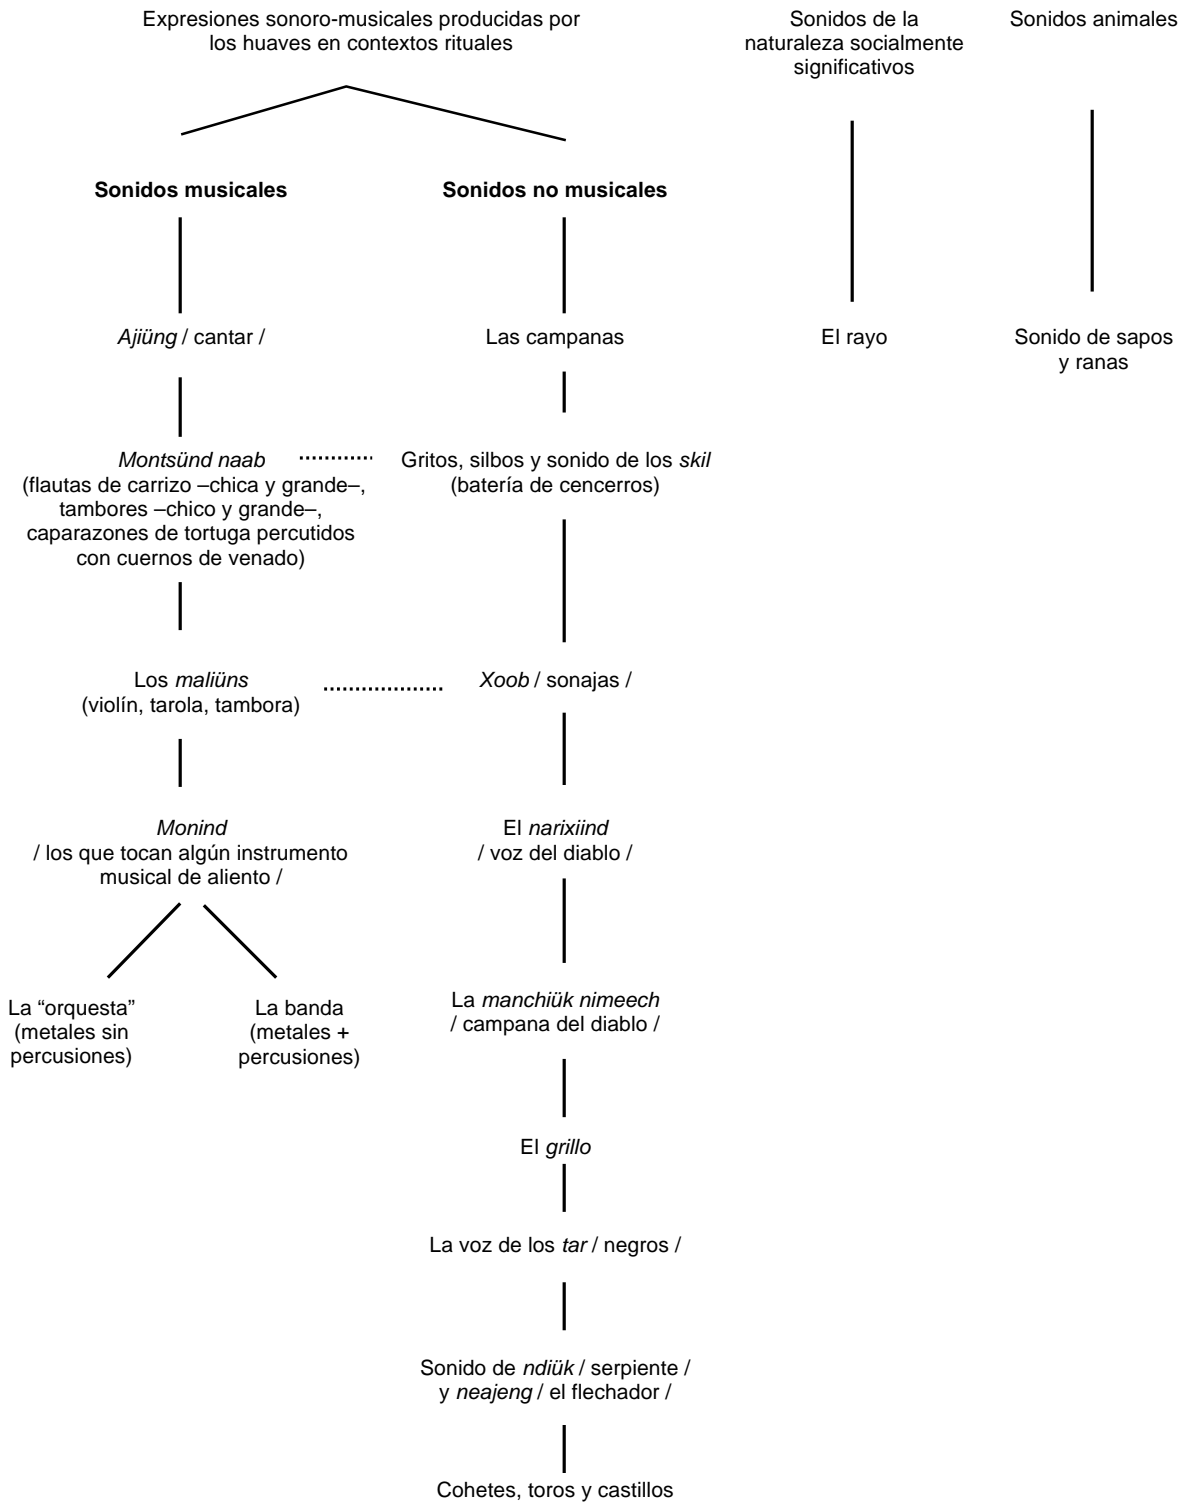 Expresiones sonoro-musicales producidas por
los huaves en contextos rituales
Sonidos de la
naturaleza socialmente
significativos
Sonidos animales
Sonidos musicales
Sonidos no musicales
Ajiüng / cantar /
Las campanas
El rayo
Sonido de sapos
y ranas
Montsünd naab
(flautas de carrizo –chica y grande–,
tambores –chico y grande–,
caparazones de tortuga percutidos
con cuernos de venado)
Gritos, silbos y sonido de los skil
(batería de cencerros)
Los maliüns
(violín, tarola, tambora)
Xoob / sonajas /
Monind
/ los que tocan algún instrumento
musical de aliento /
El narixiind
/ voz del diablo /
La “orquesta”
(metales sin
percusiones)
La banda
(metales +
percusiones)
La manchiük nimeech
/ campana del diablo /
El grillo
La voz de los tar / negros /
Sonido de ndiük / serpiente /
y neajeng / el flechador /
Cohetes, toros y castillos